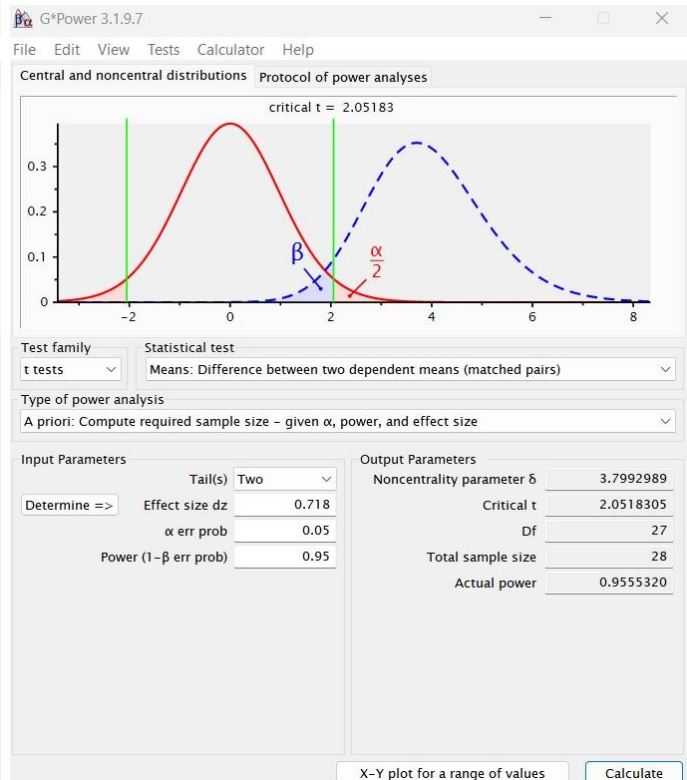 G*Power 3.1.9.7
File Edit View Tests Calculator Help
Central and noncentral distributions Protocol of power analyses
critical t = 2.05183
0.3
0.2
0.1
0
β
α
2
-2 0 2 4 6 8
Test family Statistical test
t tests Means: Difference between two dependent means (matched pairs)
Type of power analysis
A priori: Compute required sample size – given α, power, and effect size
Input Parameters
Tail(s) Two
Determine => Effect size dz 0.718
α err prob 0.05
Power (1-β err prob) 0.95
Output Parameters
Noncentrality parameter δ 3.7992989
Critical t 2.0518305
Df 27
Total sample size 28
Actual power 0.9555320
X-Y plot for a range of values Calculate